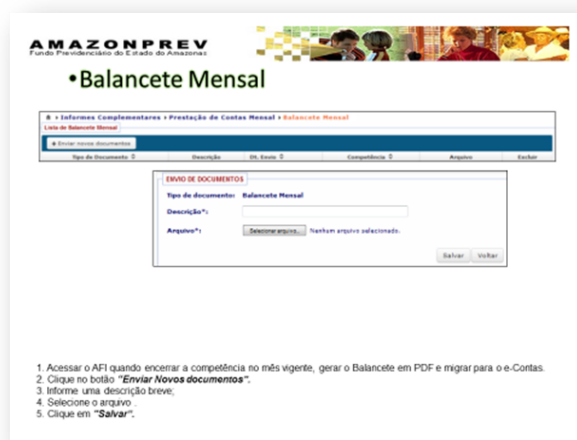 AMAZONPREV
Fundo Previdenciário do Estado do Amazonas
•Balancete Mensal
› Informes Complementares › Prestação de Contas Mensal › Balancete Mensal
Lista de Balancete Mensal
Enviar novos documentos
Tipo de Documento Descrição Dt. Envio Competência Arquivo Excluir
ENVIO DE DOCUMENTOS
Tipo de documento: Balancete Mensal
Descrição*:
Arquivo*: Selecionar arquivo.. Nenhum arquivo selecionado.
Salvar Voltar
1. Acessar o AFI quando encerrar a competência no mês vigente, gerar o Balancete em PDF e migrar para o e-Contas.
2. Clique no botão "Enviar Novos documentos".
3. Informe uma descrição breve;
4. Selecione o arquivo .
5. Clique em "Salvar".